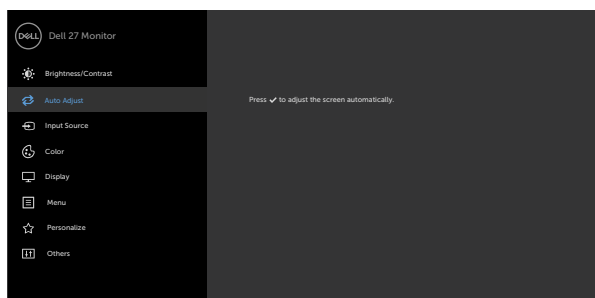 DELL
Dell 27 Monitor
Brightness/Contrast
Auto Adjust
Press ✓ to adjust the screen automatically.
Input Source
Color
Display
Menu
Personalize
Others